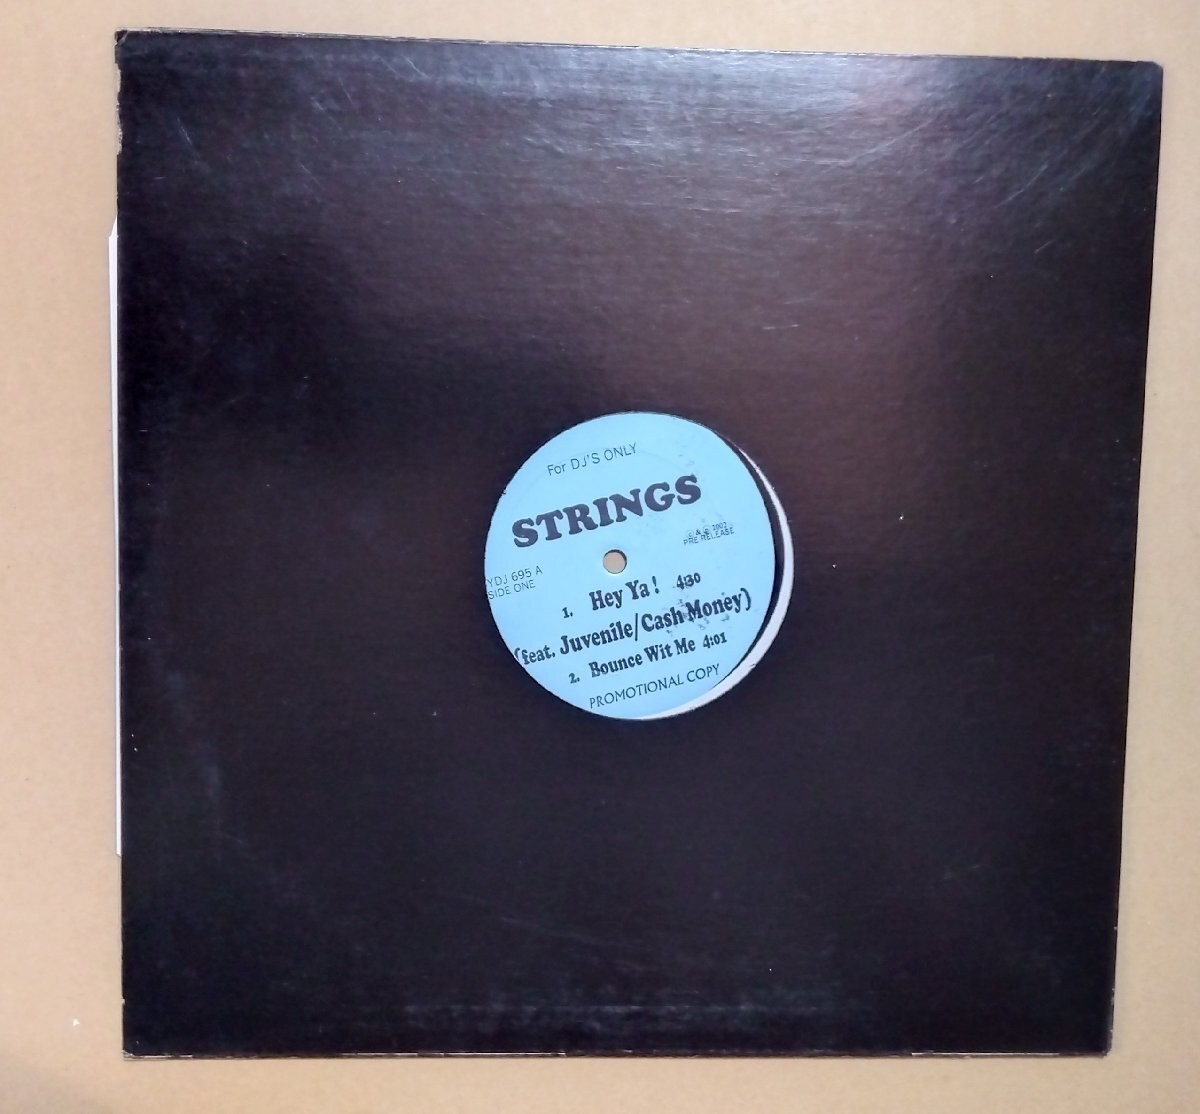 For DJ'S ONLY
STRINGS
© & ℗ 2002
PRE RELEASE
YDJ 695 A
SIDE ONE
1. Hey Ya! 4:30
(feat. Juvenile/Cash Money)
2. Bounce Wit Me 4:01
PROMOTIONAL COPY